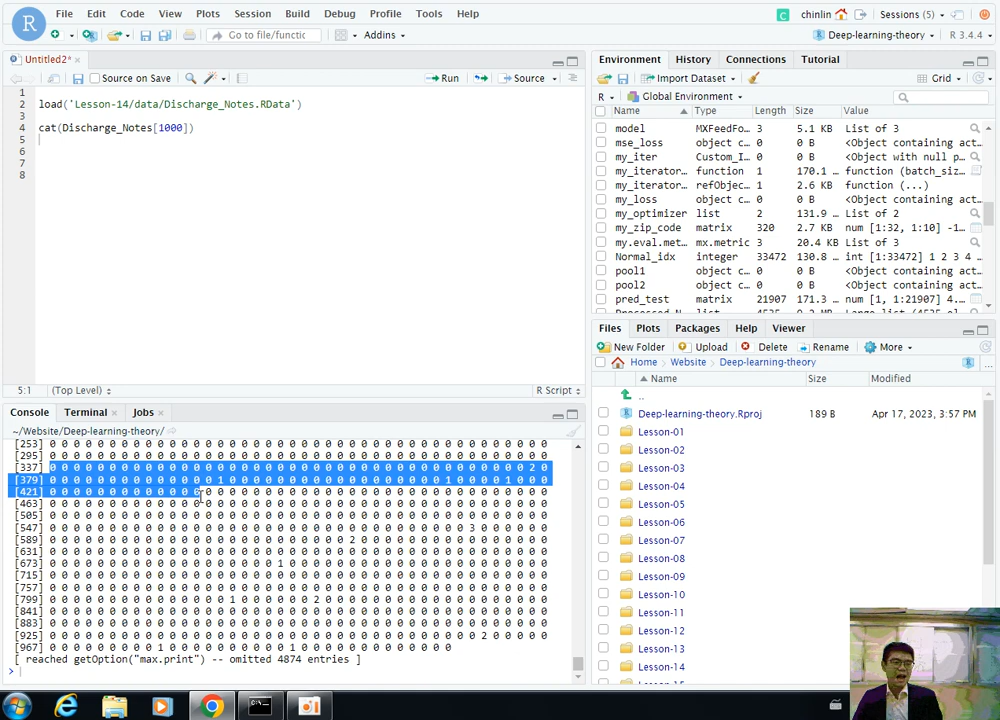 File Edit Code View Plots Session Build Debug Profile Tools Help
chinlin Sessions (5)
Go to file/functic Addins Deep-learning-theory R 3.4.4
Untitled2*
Source on Save Run Source
1
2 load('Lesson-14/data/Discharge_Notes.RData')
3
4 cat(Discharge_Notes[1000])
5
6
7
8
5:1 (Top Level) R Script
Console Terminal Jobs
~/Website/Deep-learning-theory/
[253] 0 0 0 0 0 0 0 0 0 0 0 0 0 0 0 0 0 0 0 0 0 0 0 0 0 0 0 0 0 0 0 0 0 0 0 0 0 0 0 0 0 0
[295] 0 0 0 0 0 0 0 0 0 0 0 0 0 0 0 0 0 0 0 0 0 0 0 0 0 0 0 0 0 0 0 0 0 0 0 0 0 0 0 0 0 0
[337] 0 0 0 0 0 0 0 0 0 0 0 0 0 0 0 0 0 0 0 0 0 0 0 0 0 0 0 0 0 0 0 0 0 0 0 0 0 0 0 0 2 0
[379] 0 0 0 0 0 0 0 0 0 0 0 0 0 0 1 0 0 0 0 0 0 0 0 0 0 0 0 0 0 0 0 0 0 1 0 0 0 0 1 0 0 0
[421] 0 0 0 0 0 0 0 0 0 0 0 0 0 0 0 0 0 0 0 0 0 0 0 0 0 0 0 0 0 0 0 0 0 0 0 0 0 0 0 0 0 0
[463] 0 0 0 0 0 0 0 0 0 0 0 0 0 0 0 0 0 0 0 0 0 0 0 0 0 0 0 0 0 0 0 0 0 0 0 0 0 0 0 0 0 0
[505] 0 0 0 0 0 0 0 0 0 0 0 0 0 0 0 0 0 0 0 0 0 0 0 0 0 0 0 0 0 0 0 0 0 0 0 0 0 0 0 0 0 0
[547] 0 0 0 0 0 0 0 0 0 0 0 0 0 0 0 0 0 0 0 0 0 0 0 0 0 0 0 0 0 0 0 0 0 0 0 3 0 0 0 0 0 0
[589] 0 0 0 0 0 0 0 0 0 0 0 0 0 0 0 0 0 0 0 0 0 0 0 0 0 2 0 0 0 0 0 0 0 0 0 0 0 0 0 0 0 0
[631] 0 0 0 0 0 0 0 0 0 0 0 0 0 0 0 0 0 0 0 0 0 0 0 0 0 0 0 0 0 0 0 0 0 0 0 0 0 0 0 0 0 0
[673] 0 0 0 0 0 0 0 0 0 0 0 0 0 0 0 0 0 0 0 1 0 0 0 0 0 0 0 0 0 0 0 0 0 0 0 0 0 0 0 0 0 0
[715] 0 0 0 0 0 0 0 0 0 0 0 0 0 0 0 0 0 0 0 0 0 0 0 0 0 0 0 0 0 0 0 0 0 0 0 0 0 0 0 0 0 0
[757] 0 0 0 0 0 0 0 0 0 0 0 0 0 0 0 0 0 0 0 0 0 0 0 0 0 0 0 0 0 0 0 0 0 0 0 0 0 0 0 0 0 0
[799] 0 0 0 0 0 0 0 0 0 0 0 0 0 0 0 1 0 0 0 0 0 0 2 0 0 0 0 0 0 0 0 0 0 0 0 0 0 0 0 0 0 0
[841] 0 0 0 0 0 0 0 0 0 0 0 0 0 0 0 0 0 0 0 0 0 0 0 0 0 0 0 0 0 0 0 0 0 0 0 0 0 0 0 0 0 0
[883] 0 0 0 0 0 0 0 0 0 0 0 0 0 0 0 0 0 0 0 0 0 0 0 0 0 0 0 0 0 0 0 0 0 0 0 0 0 0 0 0 0 0
[925] 0 0 0 0 0 0 0 0 0 0 0 0 0 0 0 0 0 0 0 0 0 0 0 0 0 0 0 0 0 0 0 0 0 0 0 0 2 0 0 0 0 0
[967] 0 0 0 0 0 0 0 0 0 1 0 0 0 0 0 0 0 0 0 0 1 0 0 0 0 0 0 0 0 0 0 0 0 0
[ reached getOption("max.print") -- omitted 4874 entries ]
>
Environment History Connections Tutorial
Import Dataset Grid
R Global Environment
Name Type Length Size Value
model MXFeedFo… 3 5.1 KB List of 3
mse_loss object c… 0 0 B <Object containing act…
my_iter Custom_I… 0 0 B <Object with null p…
my_iterator… function 1 170.1 … function (batch_siz…
my_iterator… refObjec… 1 2.6 KB function (...)
my_loss object c… 0 0 B <Object containing act…
my_optimizer list 2 131.9 … List of 2
my_zip_code matrix 320 2.7 KB num [1:32, 1:10] -1…
my.eval.met… mx.metric 3 20.4 KB List of 3
Normal_idx integer 33472 130.8 … int [1:33472] 1 2 3 4 …
pool1 object c… 0 0 B <Object containing act…
pool2 object c… 0 0 B <Object containing act…
pred_test matrix 21907 171.3 … num [1, 1:21907] 4.…
Files Plots Packages Help Viewer
New Folder Upload Delete Rename More
Home Website Deep-learning-theory
Name Size Modified
..
Deep-learning-theory.Rproj 189 B Apr 17, 2023, 3:57 PM
Lesson-01
Lesson-02
Lesson-03
Lesson-04
Lesson-05
Lesson-06
Lesson-07
Lesson-08
Lesson-09
Lesson-10
Lesson-11
Lesson-12
Lesson-13
Lesson-14